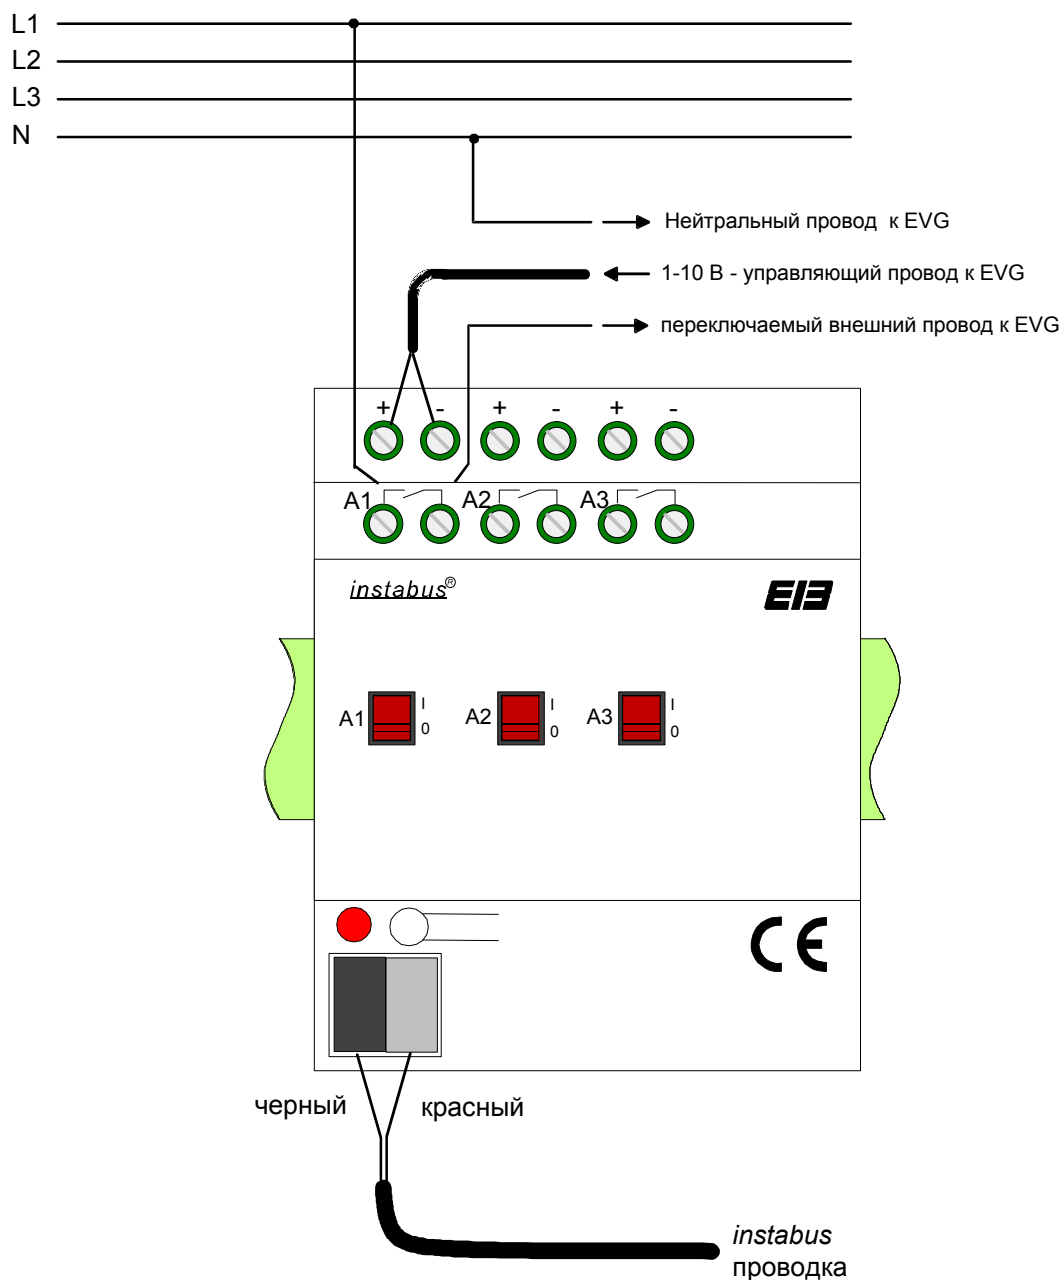 L1
L2
L3
N
Нейтральный провод к EVG
1-10 В - управляющий провод к EVG
переключаемый внешний провод к EVG
+ - + - + -
A1 A2 A3
instabus® EIB
A1 I 0 A2 I 0 A3 I 0
CE
черный красный
instabus
проводка